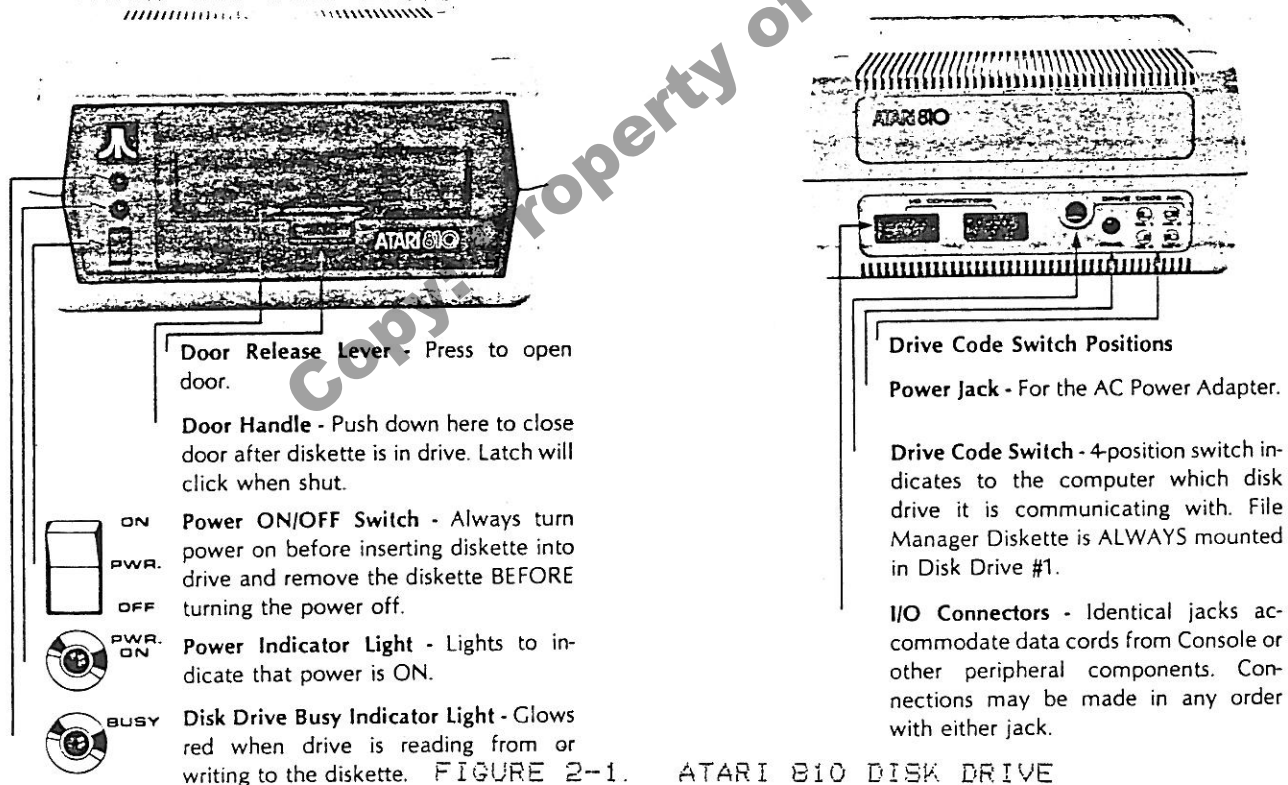 ATARI 810
Door Release Lever - Press to open
door.
Door Handle - Push down here to close
door after diskette is in drive. Latch will
click when shut.
ON
PWR.
OFF
Power ON/OFF Switch - Always turn
power on before inserting diskette into
drive and remove the diskette BEFORE
turning the power off.
PWR.
ON
Power Indicator Light - Lights to in-
dicate that power is ON.
BUSY
Disk Drive Busy Indicator Light - Glows
red when drive is reading from or
writing to the diskette.
ATARI 810
I/O CONNECTORS
DRIVE CODE NO.
Drive Code Switch Positions
Power Jack - For the AC Power Adapter.
Drive Code Switch - 4-position switch in-
dicates to the computer which disk
drive it is communicating with. File
Manager Diskette is ALWAYS mounted
in Disk Drive #1.
I/O Connectors - Identical jacks ac-
commodate data cords from Console or
other peripheral components. Con-
nections may be made in any order
with either jack.
FIGURE 2-1. ATARI 810 DISK DRIVE
Copy: Property of